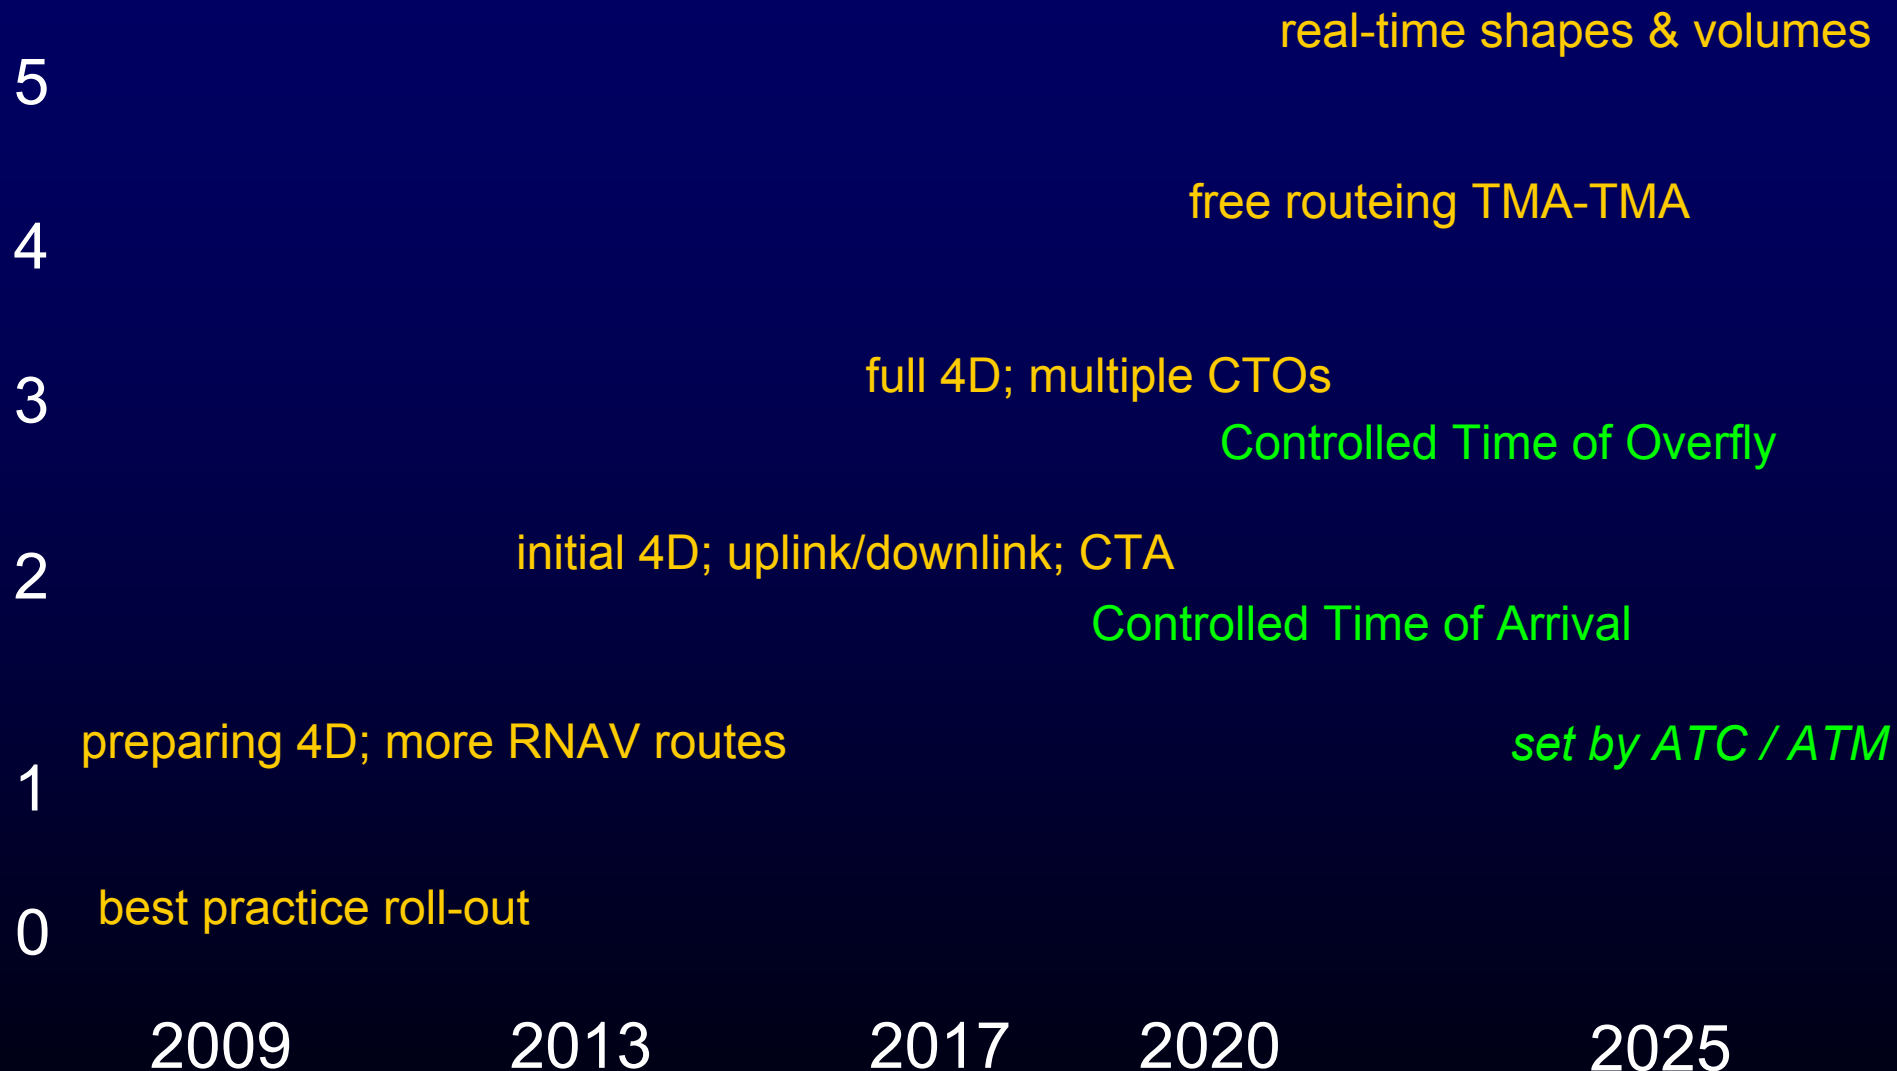 real-time shapes & volumes
5
free routeing TMA-TMA
4
full 4D; multiple CTOs
3
Controlled Time of Overfly
initial 4D; uplink/downlink; CTA
2
Controlled Time of Arrival
preparing 4D; more RNAV routes
set by ATC / ATM
1
best practice roll-out
0
2009 2013 2017 2020 2025